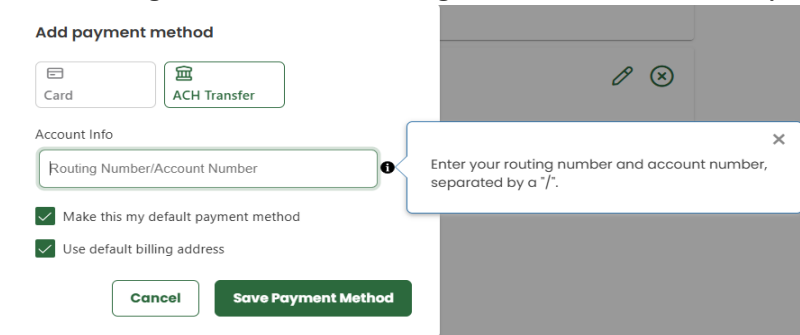 Add payment method
Card
ACH Transfer
Account Info
Routing Number/Account Number
Enter your routing number and account number,
separated by a "/".
Make this my default payment method
Use default billing address
Cancel
Save Payment Method